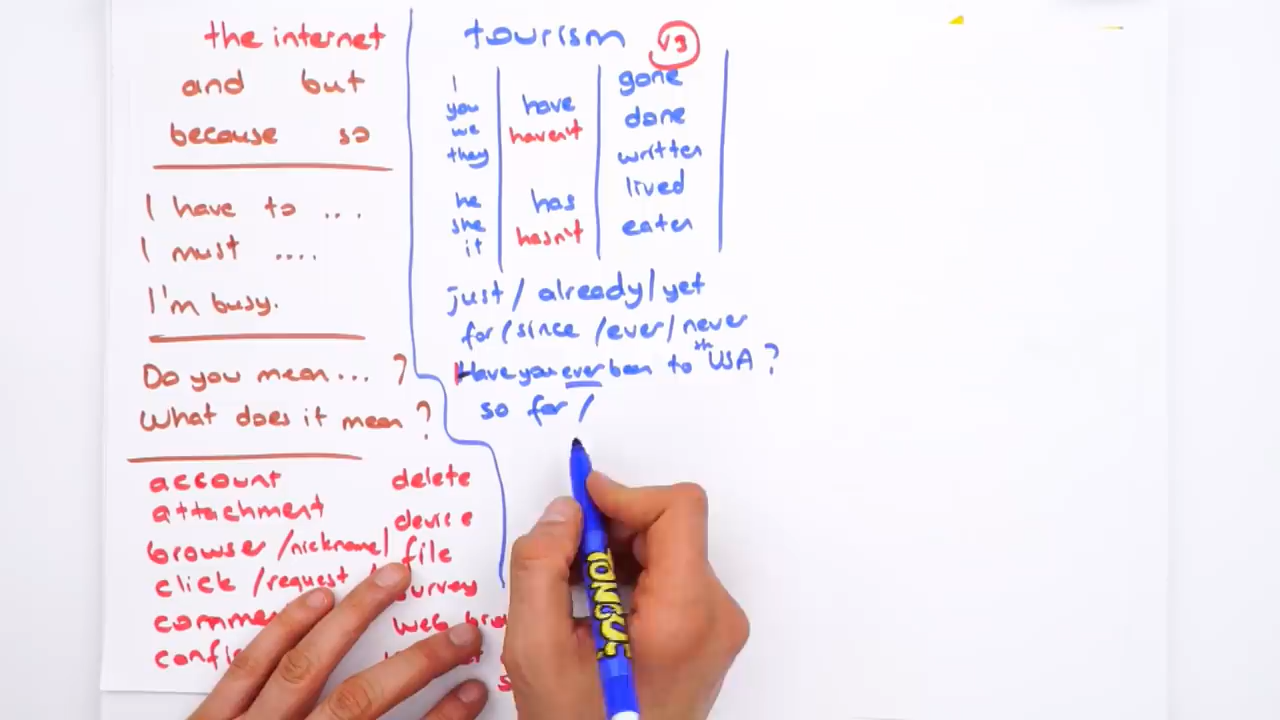 the internet
and but
because so
I have to ....
I must ....
I'm busy.
Do you mean... ?
What does it mean ?
account delete
attachment device
browser /nickname/ file
click /request survey
web
tourism V3
I
you
we
they
have
haven't
he
she
it
has
hasn't
gone
done
written
lived
eaten
just / already / yet
for / since / ever / never
Have you ever been to the USA ?
so far /
TONGUÇ